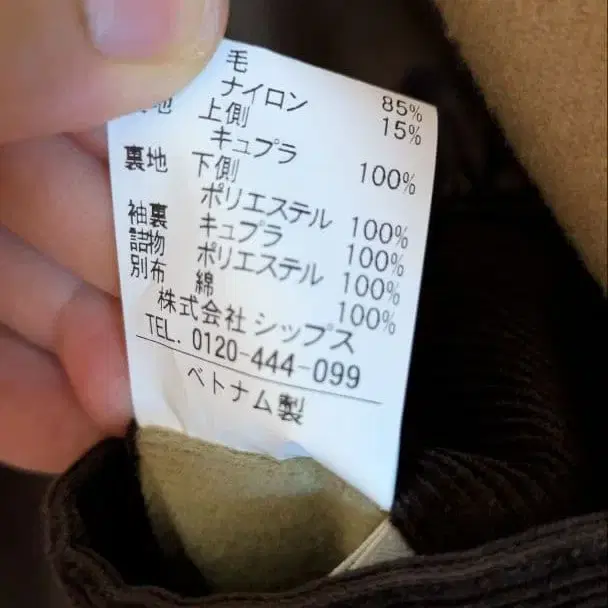 毛 85%
ナイロン 15%
地 上側
キュプラ 100%
裏地 下側
ポリエステル 100%
袖裏 キュプラ 100%
詰物 ポリエステル 100%
別布 綿 100%
株式会社 シップス
TEL. 0120-444-099
ベトナム製